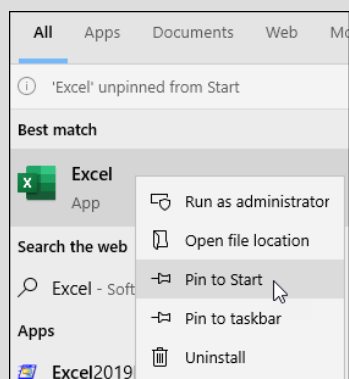 All Apps Documents Web
'Excel' unpinned from Start
Best match
Excel
App
Run as administrator
Open file location
Search the web
Pin to Start
Excel - Soft
Pin to taskbar
Apps
Uninstall
Excel2019